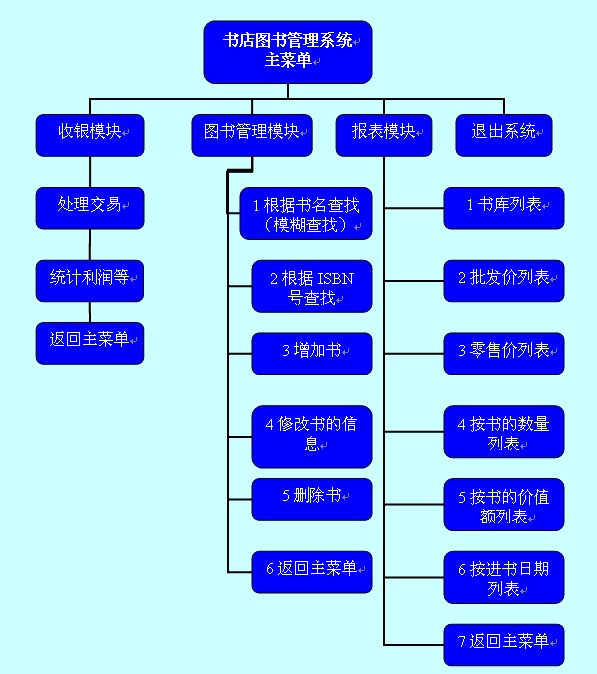 书店图书管理系统
主菜单
收银模块
图书管理模块
报表模块
退出系统
处理交易
统计利润等
返回主菜单
1 根据书名查找
（模糊查找）
2 根据 ISBN
号查找
3 增加书
4 修改书的信
息
5 删除书
6 返回主菜单
1 书库列表
2 批发价列表
3 零售价列表
4 按书的数量
列表
5 按书的价值
额列表
6 按进书日期
列表
7 返回主菜单